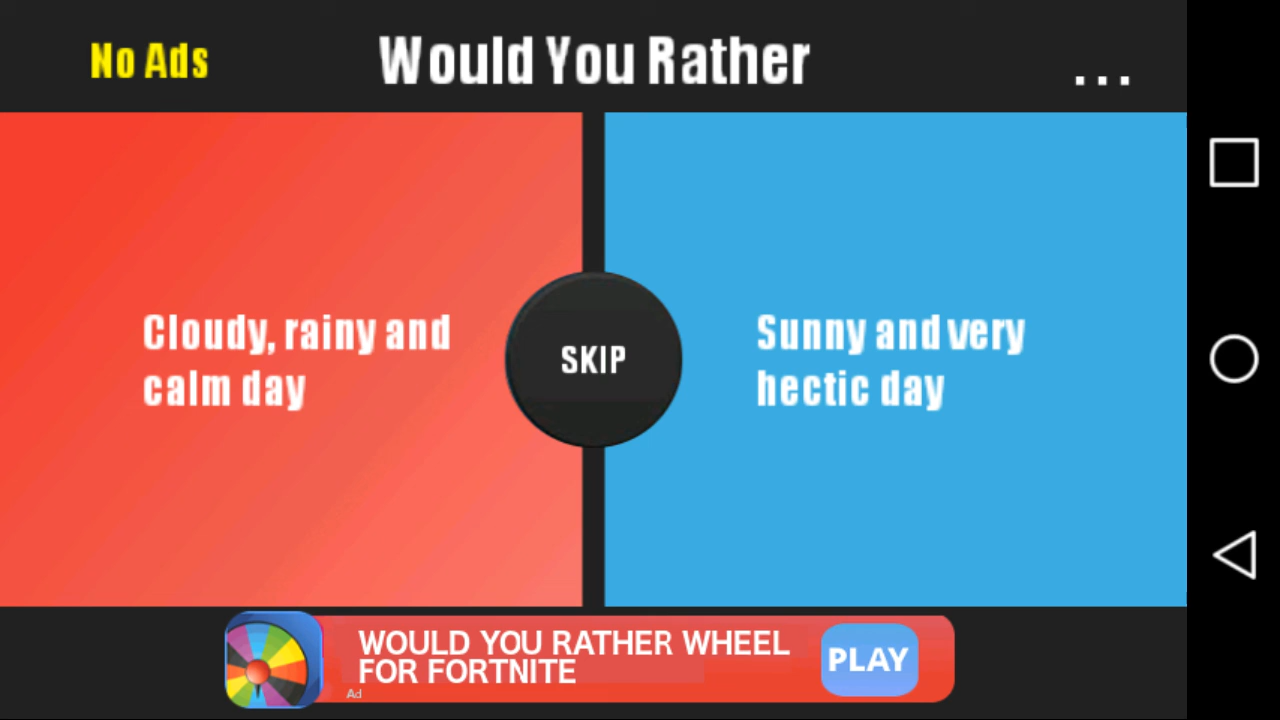 No Ads
Would You Rather
...
Cloudy, rainy and
calm day
SKIP
Sunny and very
hectic day
WOULD YOU RATHER WHEEL
FOR FORTNITE
Ad
PLAY